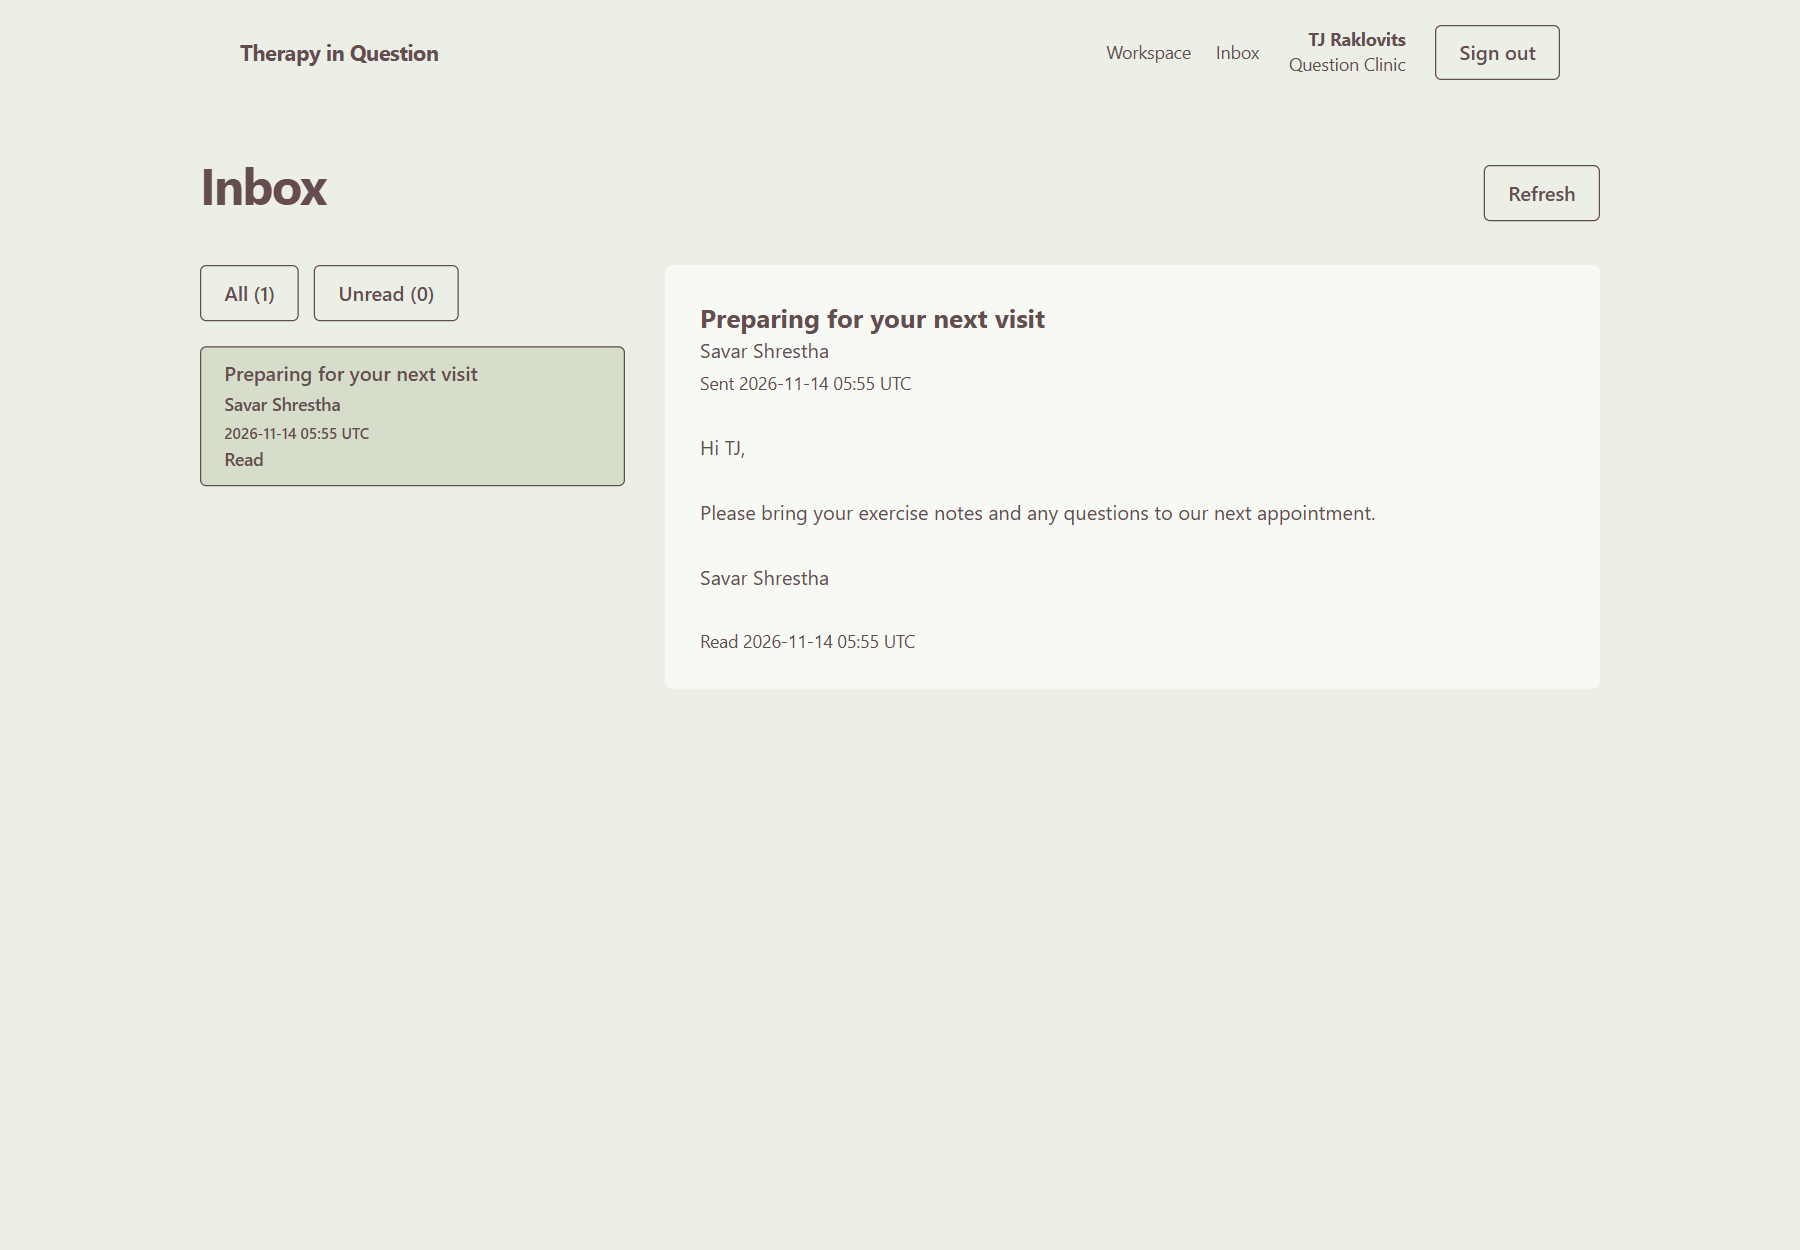 Therapy in Question
Workspace
Inbox
TJ Raklovits
Question Clinic
Sign out
Inbox
Refresh
All (1)
Unread (0)
Preparing for your next visit
Savar Shrestha
2026-11-14 05:55 UTC
Read
Preparing for your next visit
Savar Shrestha
Sent 2026-11-14 05:55 UTC
Hi TJ,
Please bring your exercise notes and any questions to our next appointment.
Savar Shrestha
Read 2026-11-14 05:55 UTC